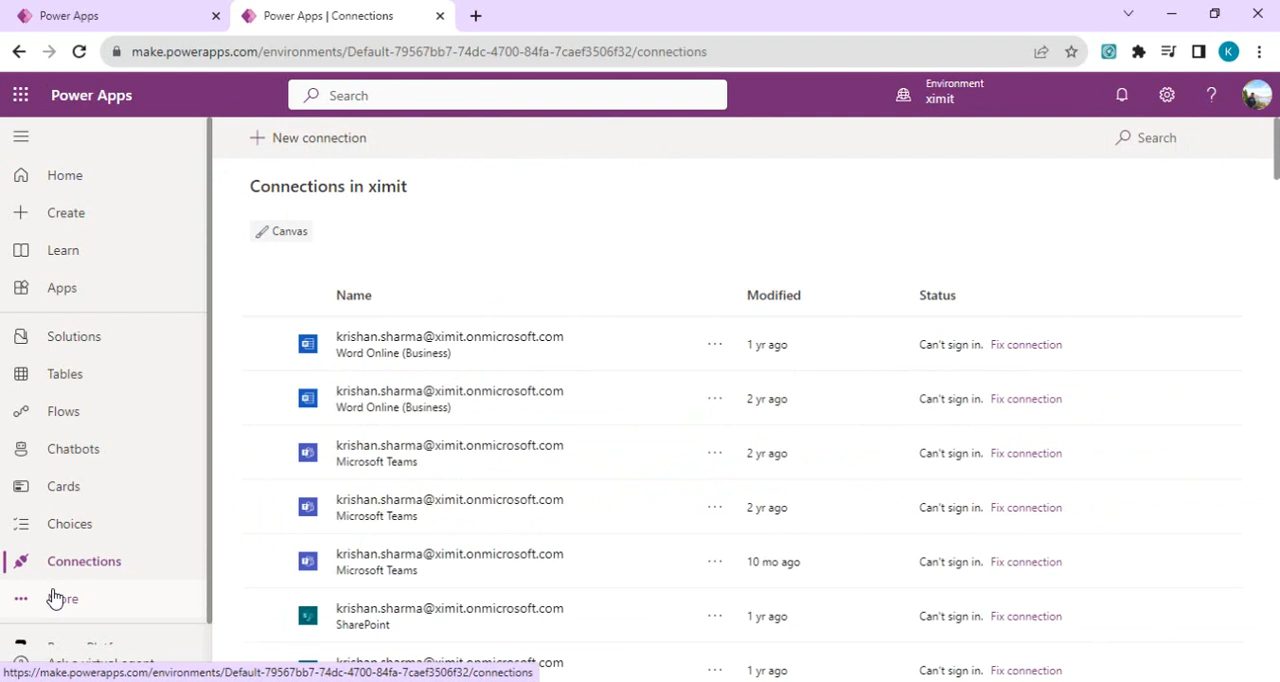 Power Apps
Power Apps | Connections
make.powerapps.com/environments/Default-79567bb7-74dc-4700-84fa-7caef3506f32/connections
K
Power Apps
Search
Environment
ximit
Home
Create
Learn
Apps
Solutions
Tables
Flows
Chatbots
Cards
Choices
Connections
New connection
Search
Connections in ximit
Canvas
Name Modified Status
krishan.sharma@ximit.onmicrosoft.com
Word Online (Business)
1 yr ago Can't sign in. Fix connection
krishan.sharma@ximit.onmicrosoft.com
Word Online (Business)
2 yr ago Can't sign in. Fix connection
krishan.sharma@ximit.onmicrosoft.com
Microsoft Teams
2 yr ago Can't sign in. Fix connection
krishan.sharma@ximit.onmicrosoft.com
Microsoft Teams
2 yr ago Can't sign in. Fix connection
krishan.sharma@ximit.onmicrosoft.com
Microsoft Teams
10 mo ago Can't sign in. Fix connection
krishan.sharma@ximit.onmicrosoft.com
SharePoint
1 yr ago Can't sign in. Fix connection
krishan.sharma@ximit.onmicrosoft.com
1 yr ago Can't sign in. Fix connection
https://make.powerapps.com/environments/Default-79567bb7-74dc-4700-84fa-7caef3506f32/connections